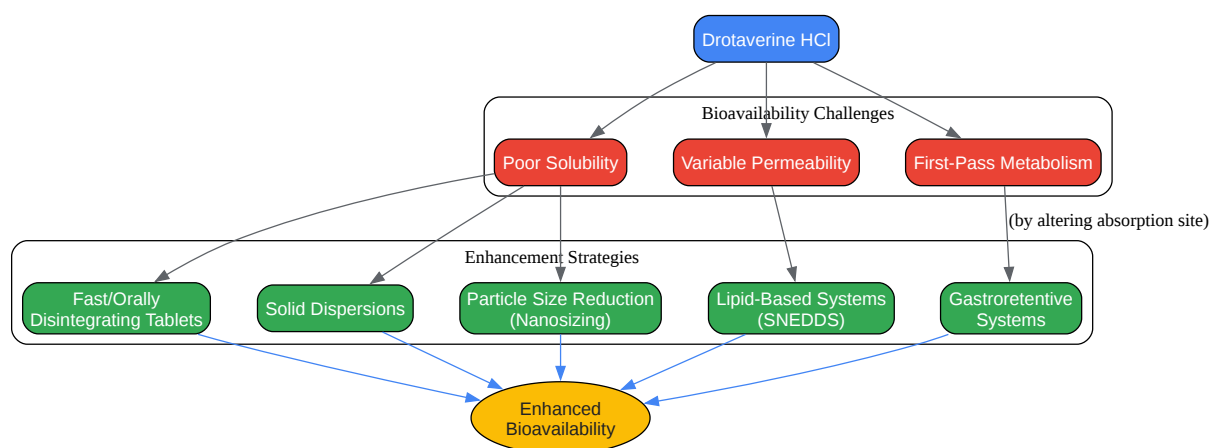 Drotaverine HCl
Bioavailability Challenges
Poor Solubility
Variable Permeability
First-Pass Metabolism
(by altering absorption site)
Enhancement Strategies
Fast/Orally
Disintegrating Tablets
Solid Dispersions
Particle Size Reduction
(Nanosizing)
Lipid-Based Systems
(SNEDDS)
Gastroretentive
Systems
Enhanced
Bioavailability